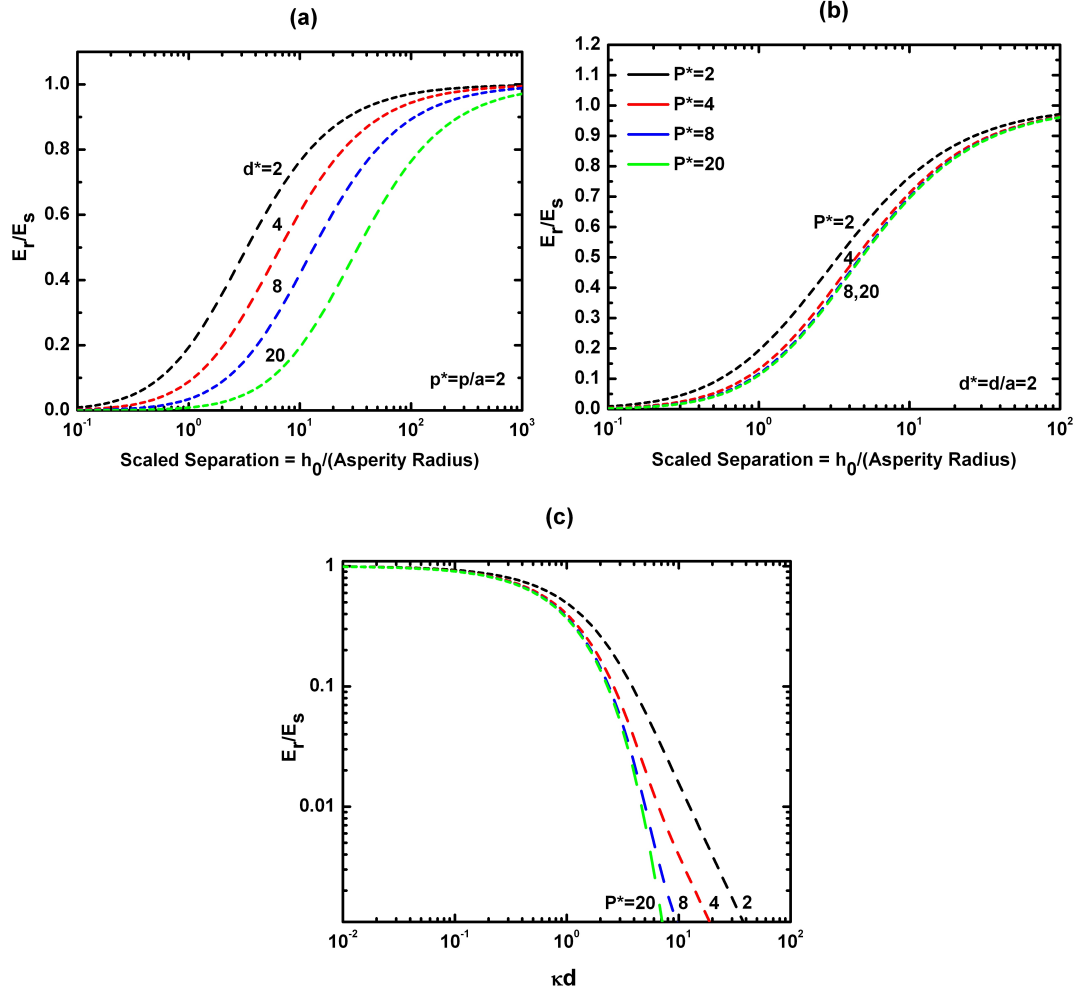 (a)
1.0
0.8
0.6
0.4
0.2
0.0
E_r/E_s
d*=2
4
8
20
p*=p/a=2
10^-1
10^0
10^1
10^2
10^3
Scaled Separation = h_0/(Asperity Radius)
(b)
1.2
1.1
1.0
0.9
0.8
0.7
0.6
0.5
0.4
0.3
0.2
0.1
0.0
E_r/E_s
P*=2
P*=4
P*=8
P*=20
P*=2
4
8,20
d*=d/a=2
10^-1
10^0
10^1
10^2
Scaled Separation = h_0/(Asperity Radius)
(c)
1
0.1
0.01
E_r/E_s
P*=20
8
4
2
10^-2
10^-1
10^0
10^1
10^2
κd